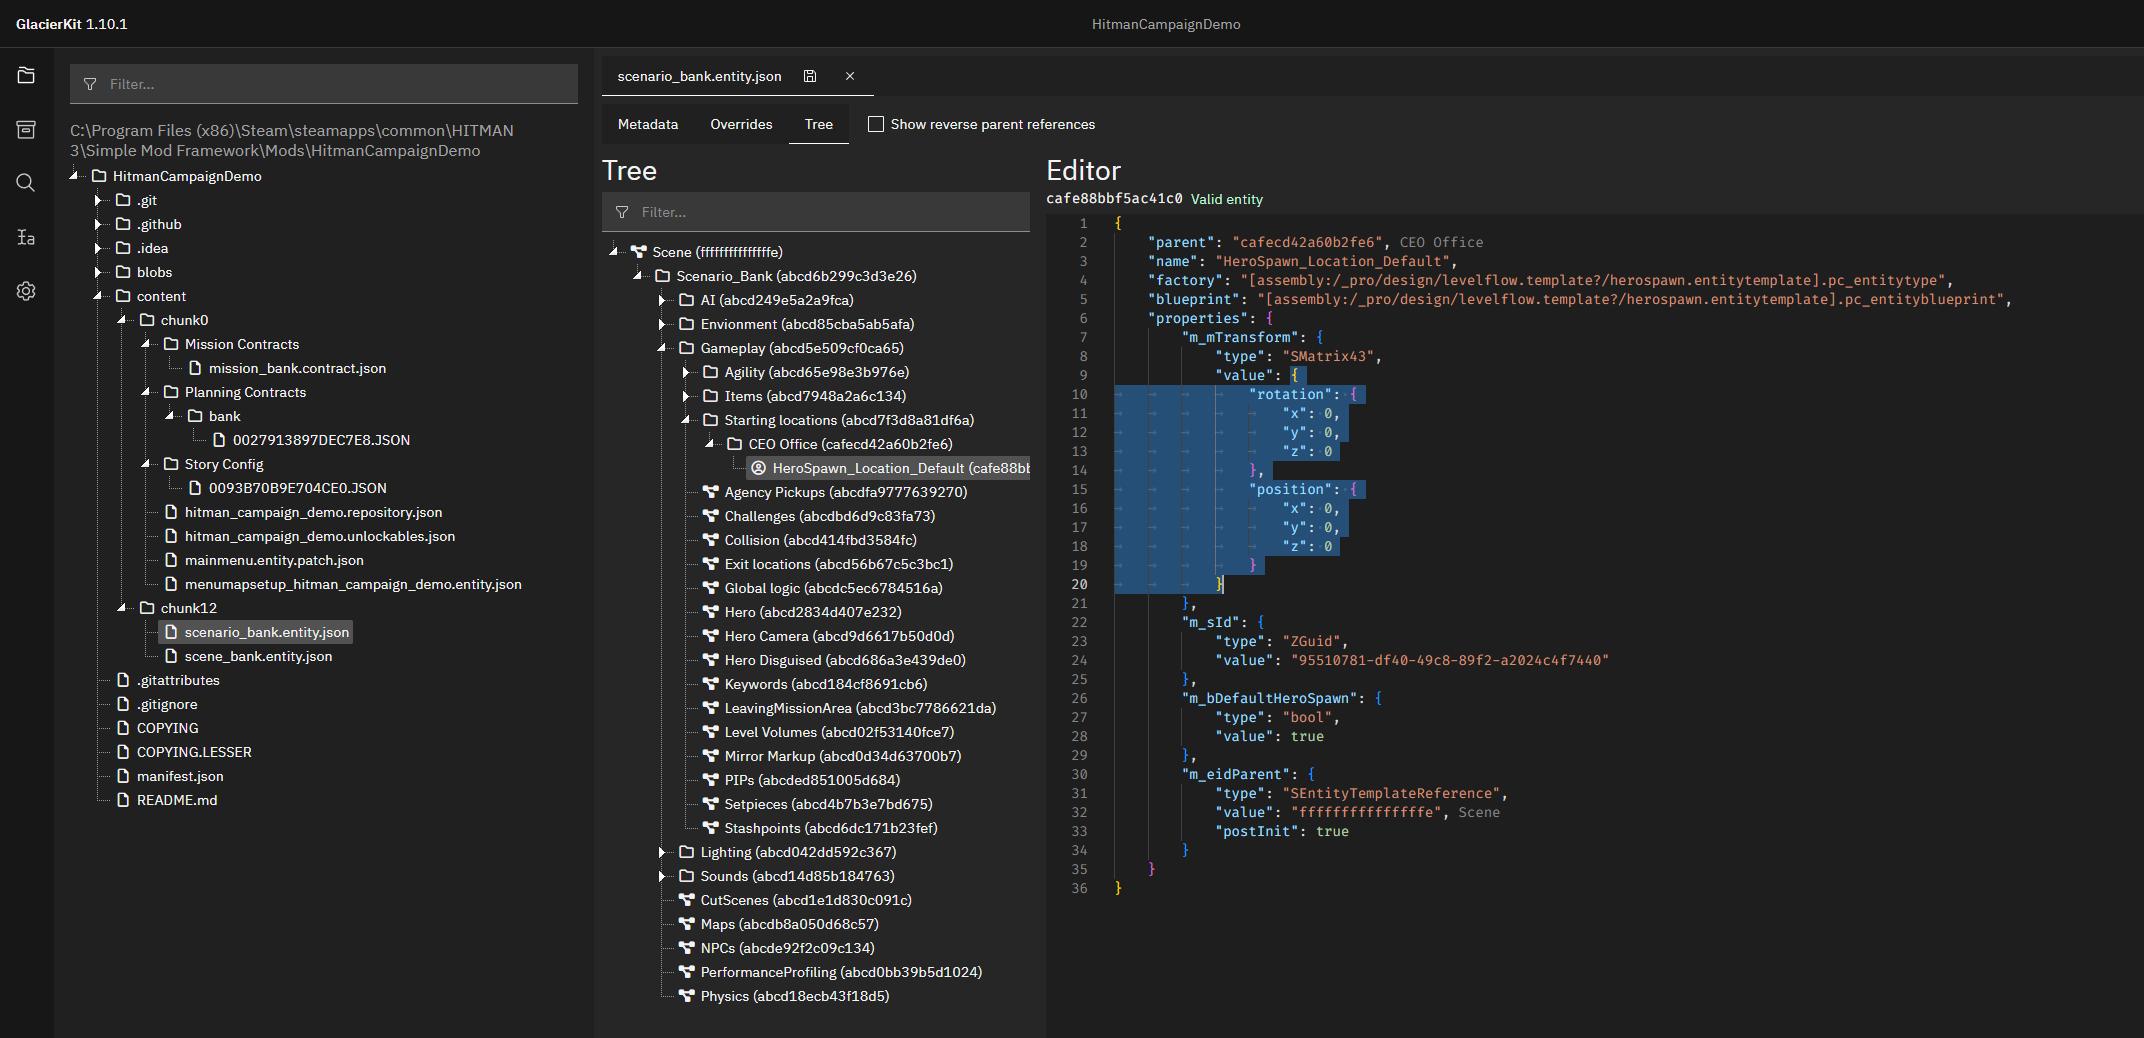 GlacierKit 1.10.1
HitmanCampaignDemo
Filter...
C:\Program Files (x86)\Steam\steamapps\common\HITMAN
3\Simple Mod Framework\Mods\HitmanCampaignDemo
HitmanCampaignDemo
.git
.github
.idea
blobs
content
chunk0
Mission Contracts
mission_bank.contract.json
Planning Contracts
bank
0027913897DEC7E8.JSON
Story Config
0093B70B9E704CE0.JSON
hitman_campaign_demo.repository.json
hitman_campaign_demo.unlockables.json
mainmenu.entity.patch.json
menumapsetup_hitman_campaign_demo.entity.json
chunk12
scenario_bank.entity.json
scene_bank.entity.json
.gitattributes
.gitignore
COPYING
COPYING.LESSER
manifest.json
README.md
scenario_bank.entity.json
Metadata Overrides Tree Show reverse parent references
Tree
Filter...
Scene (fffffffffffffffe)
Scenario_Bank (abcd6b299c3d3e26)
AI (abcd249e5a2a9fca)
Envionment (abcd85cba5ab5afa)
Gameplay (abcd5e509cf0ca65)
Agility (abcd65e98e3b976e)
Items (abcd7948a2a6c134)
Starting locations (abcd7f3d8a81df6a)
CEO Office (cafecd42a60b2fe6)
HeroSpawn_Location_Default (cafe88bb
Agency Pickups (abcdfa9777639270)
Challenges (abcdbd6d9c83fa73)
Collision (abcd414fbd3584fc)
Exit locations (abcd56b67c5c3bc1)
Global logic (abcdc5ec6784516a)
Hero (abcd2834d407e232)
Hero Camera (abcd9d6617b50d0d)
Hero Disguised (abcd686a3e439de0)
Keywords (abcd184cf8691cb6)
LeavingMissionArea (abcd3bc7786621da)
Level Volumes (abcd02f53140fce7)
Mirror Markup (abcd0d34d63700b7)
PIPs (abcded851005d684)
Setpieces (abcd4b7b3e7bd675)
Stashpoints (abcd6dc171b23fef)
Lighting (abcd042dd592c367)
Sounds (abcd14d85b184763)
CutScenes (abcd1e1d830c091c)
Maps (abcdb8a050d68c57)
NPCs (abcde92f2c09c134)
PerformanceProfiling (abcd0bb39b5d1024)
Physics (abcd18ecb43f18d5)
Editor
cafe88bbf5ac41c0 Valid entity
1 {
2 "parent": "cafecd42a60b2fe6", CEO Office
3 "name": "HeroSpawn_Location_Default",
4 "factory": "[assembly:/_pro/design/levelflow.template?/herospawn.entitytemplate].pc_entitytype",
5 "blueprint": "[assembly:/_pro/design/levelflow.template?/herospawn.entitytemplate].pc_entityblueprint",
6 "properties": {
7 "m_mTransform": {
8 "type": "SMatrix43",
9 "value": {
10 "rotation": {
11 "x": 0,
12 "y": 0,
13 "z": 0
14 },
15 "position": {
16 "x": 0,
17 "y": 0,
18 "z": 0
19 }
20 }
21 },
22 "m_sId": {
23 "type": "ZGuid",
24 "value": "95510781-df40-49c8-89f2-a2024c4f7440"
25 },
26 "m_bDefaultHeroSpawn": {
27 "type": "bool",
28 "value": true
29 },
30 "m_eidParent": {
31 "type": "SEntityTemplateReference",
32 "value": "fffffffffffffffe", Scene
33 "postInit": true
34 }
35 }
36 }